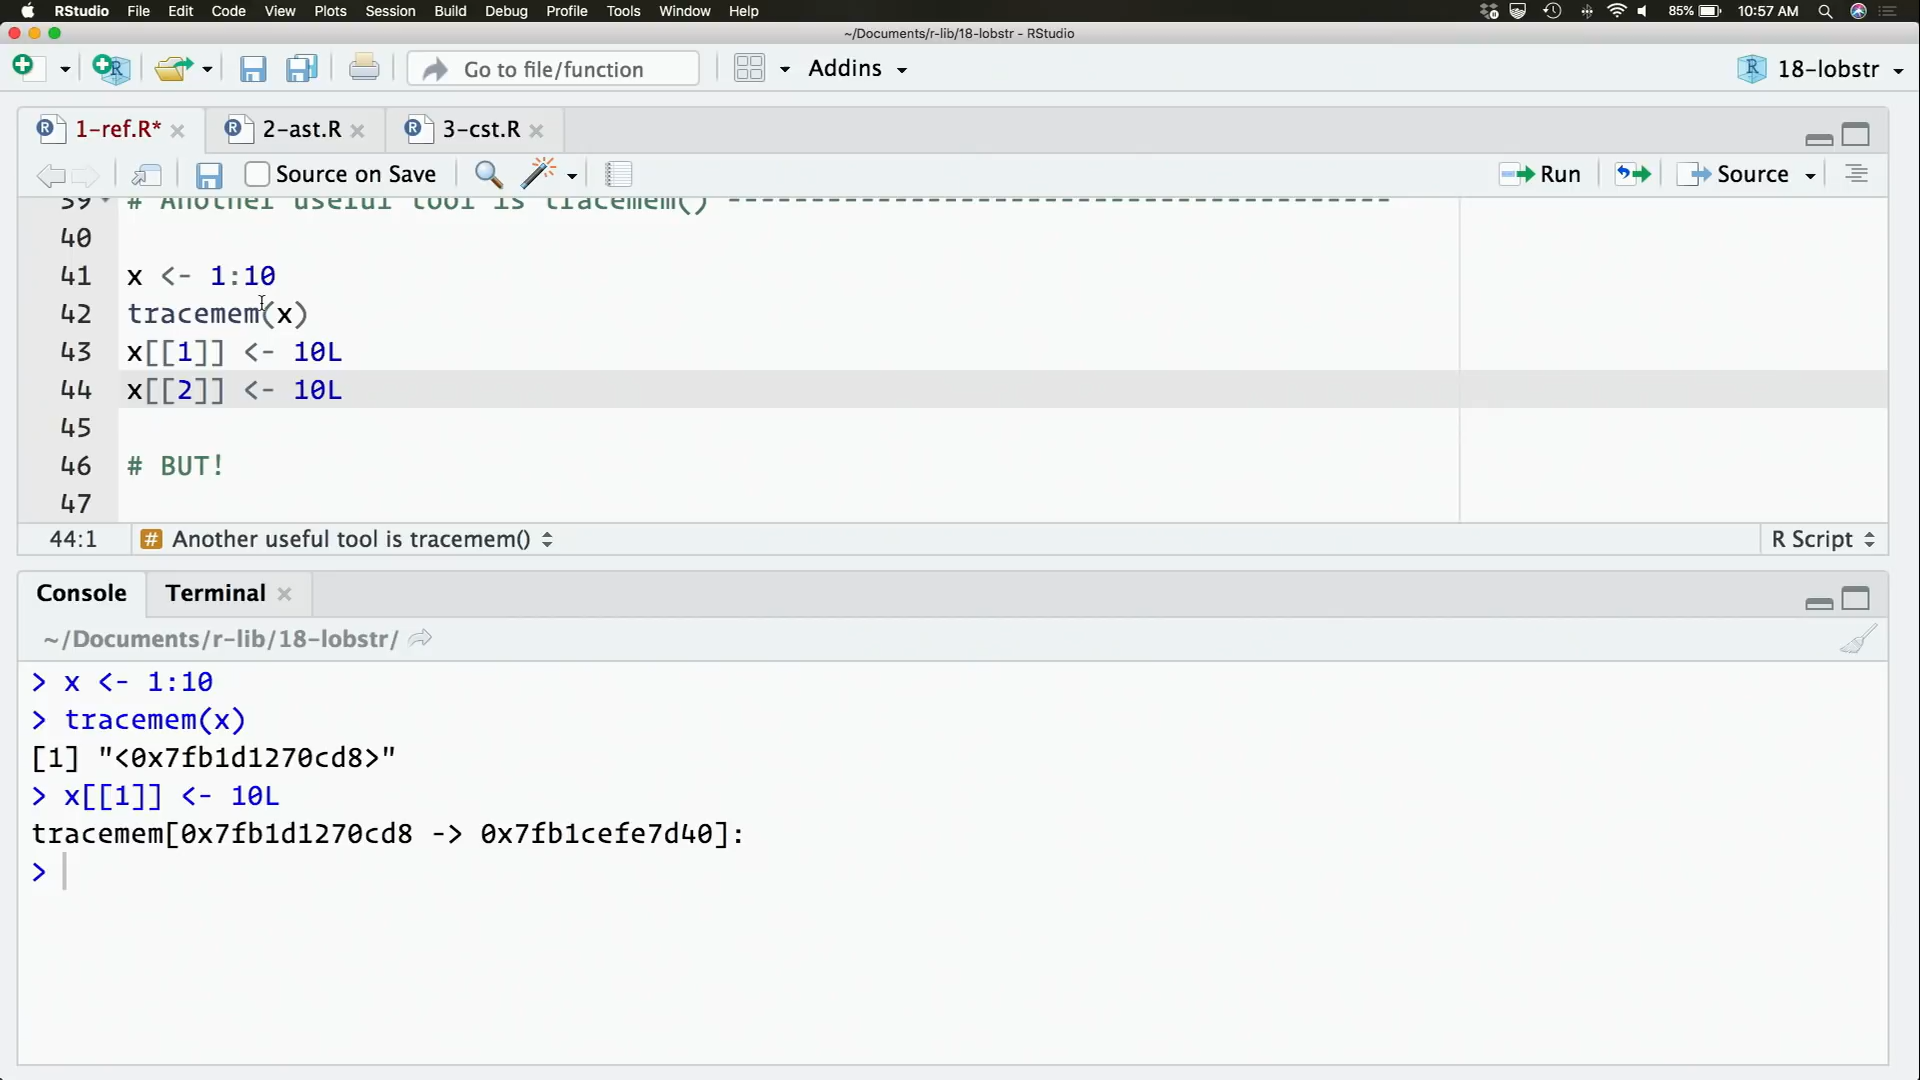 RStudio File Edit Code View Plots Session Build Debug Profile Tools Window Help 85% 10:57 AM
~/Documents/r-lib/18-lobstr - RStudio
Go to file/function Addins 18-lobstr
1-ref.R* 2-ast.R 3-cst.R
Source on Save Run Source
39 # Another useful tool is tracemem() ----------------------------------------
40
41 x <- 1:10
42 tracemem(x)
43 x[[1]] <- 10L
44 x[[2]] <- 10L
45
46 # BUT!
47
44:1 # Another useful tool is tracemem() R Script
Console Terminal
~/Documents/r-lib/18-lobstr/
> x <- 1:10
> tracemem(x)
[1] "<0x7fb1d1270cd8>"
> x[[1]] <- 10L
tracemem[0x7fb1d1270cd8 -> 0x7fb1cefe7d40]:
>